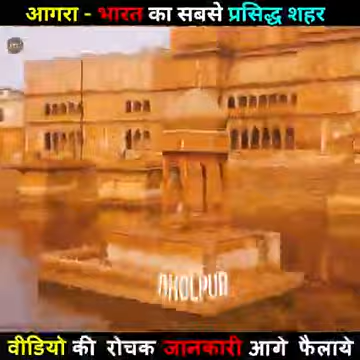 आगरा - भारत का सबसे प्रसिद्ध शहर
DHOLPUR
वीडियो की रोचक जानकारी आगे फैलाये